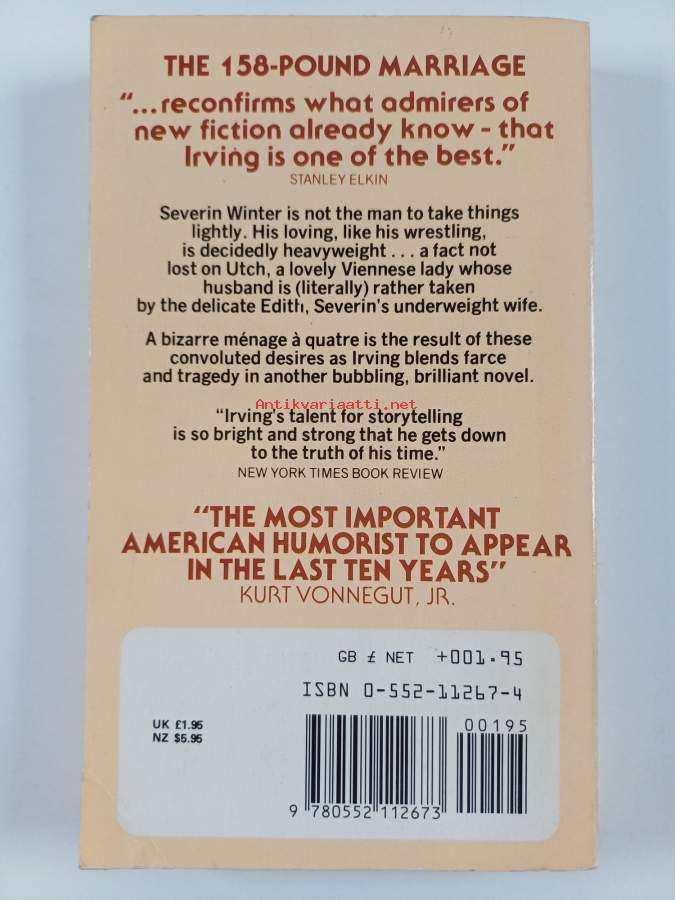 THE 158-POUND MARRIAGE
“...reconfirms what admirers of
new fiction already know – that
Irving is one of the best.”
STANLEY ELKIN
Severin Winter is not the man to take things
lightly. His loving, like his wrestling,
is decidedly heavyweight . . . a fact not
lost on Utch, a lovely Viennese lady whose
husband is (literally) rather taken
by the delicate Edith, Severin's underweight wife.
A bizarre ménage à quatre is the result of these
convoluted desires as Irving blends farce
and tragedy in another bubbling, brilliant novel.
Antikvariaatti.net
“Irving's talent for storytelling
is so bright and strong that he gets down
to the truth of his time.”
NEW YORK TIMES BOOK REVIEW
“THE MOST IMPORTANT
AMERICAN HUMORIST TO APPEAR
IN THE LAST TEN YEARS”
KURT VONNEGUT, JR.
GB £ NET +001.95
ISBN 0-552-11267-4
00195
UK £1.95
NZ $5.95
9 780552 112673